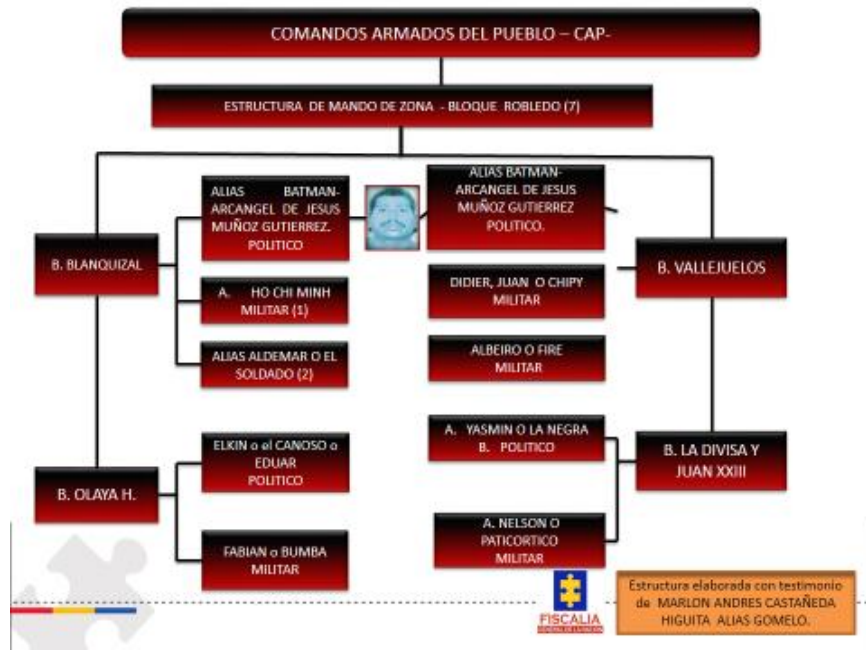 COMANDOS ARMADOS DEL PUEBLO – CAP-
ESTRUCTURA DE MANDO DE ZONA - BLOQUE ROBLEDO (7)
B. BLANQUIZAL
ALIAS BATMAN-
ARCANGEL DE JESUS
MUÑOZ GUTIERREZ.
POLITICO
A. HO CHI MINH
MILITAR (1)
ALIAS ALDEMAR O EL
SOLDADO (2)
B. OLAYA H.
ELKIN o el CANOSO o
EDUAR
POLITICO
FABIAN o BUMBA
MILITAR
ALIAS BATMAN-
ARCANGEL DE JESUS
MUÑOZ GUTIERREZ
POLITICO.
DIDIER, JUAN O CHIPY
MILITAR
ALBEIRO O FIRE
MILITAR
B. VALLEJUELOS
A. YASMIN O LA NEGRA
B. POLITICO
A. NELSON O
PATICORTICO
MILITAR
B. LA DIVISA Y
JUAN XXIII
FISCALIA
GENERAL DE LA NACION
Estructura elaborada con testimonio
de MARLON ANDRES CASTAÑEDA
HIGUITA ALIAS GOMELO.